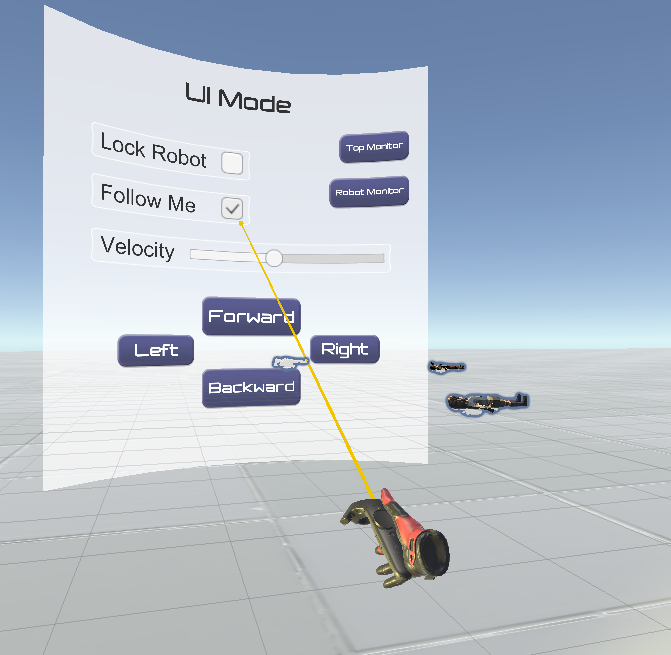 UI Mode
Lock Robot
Top Monitor
Follow Me
Robot Monitor
Velocity
Forward
Left
Right
Backward